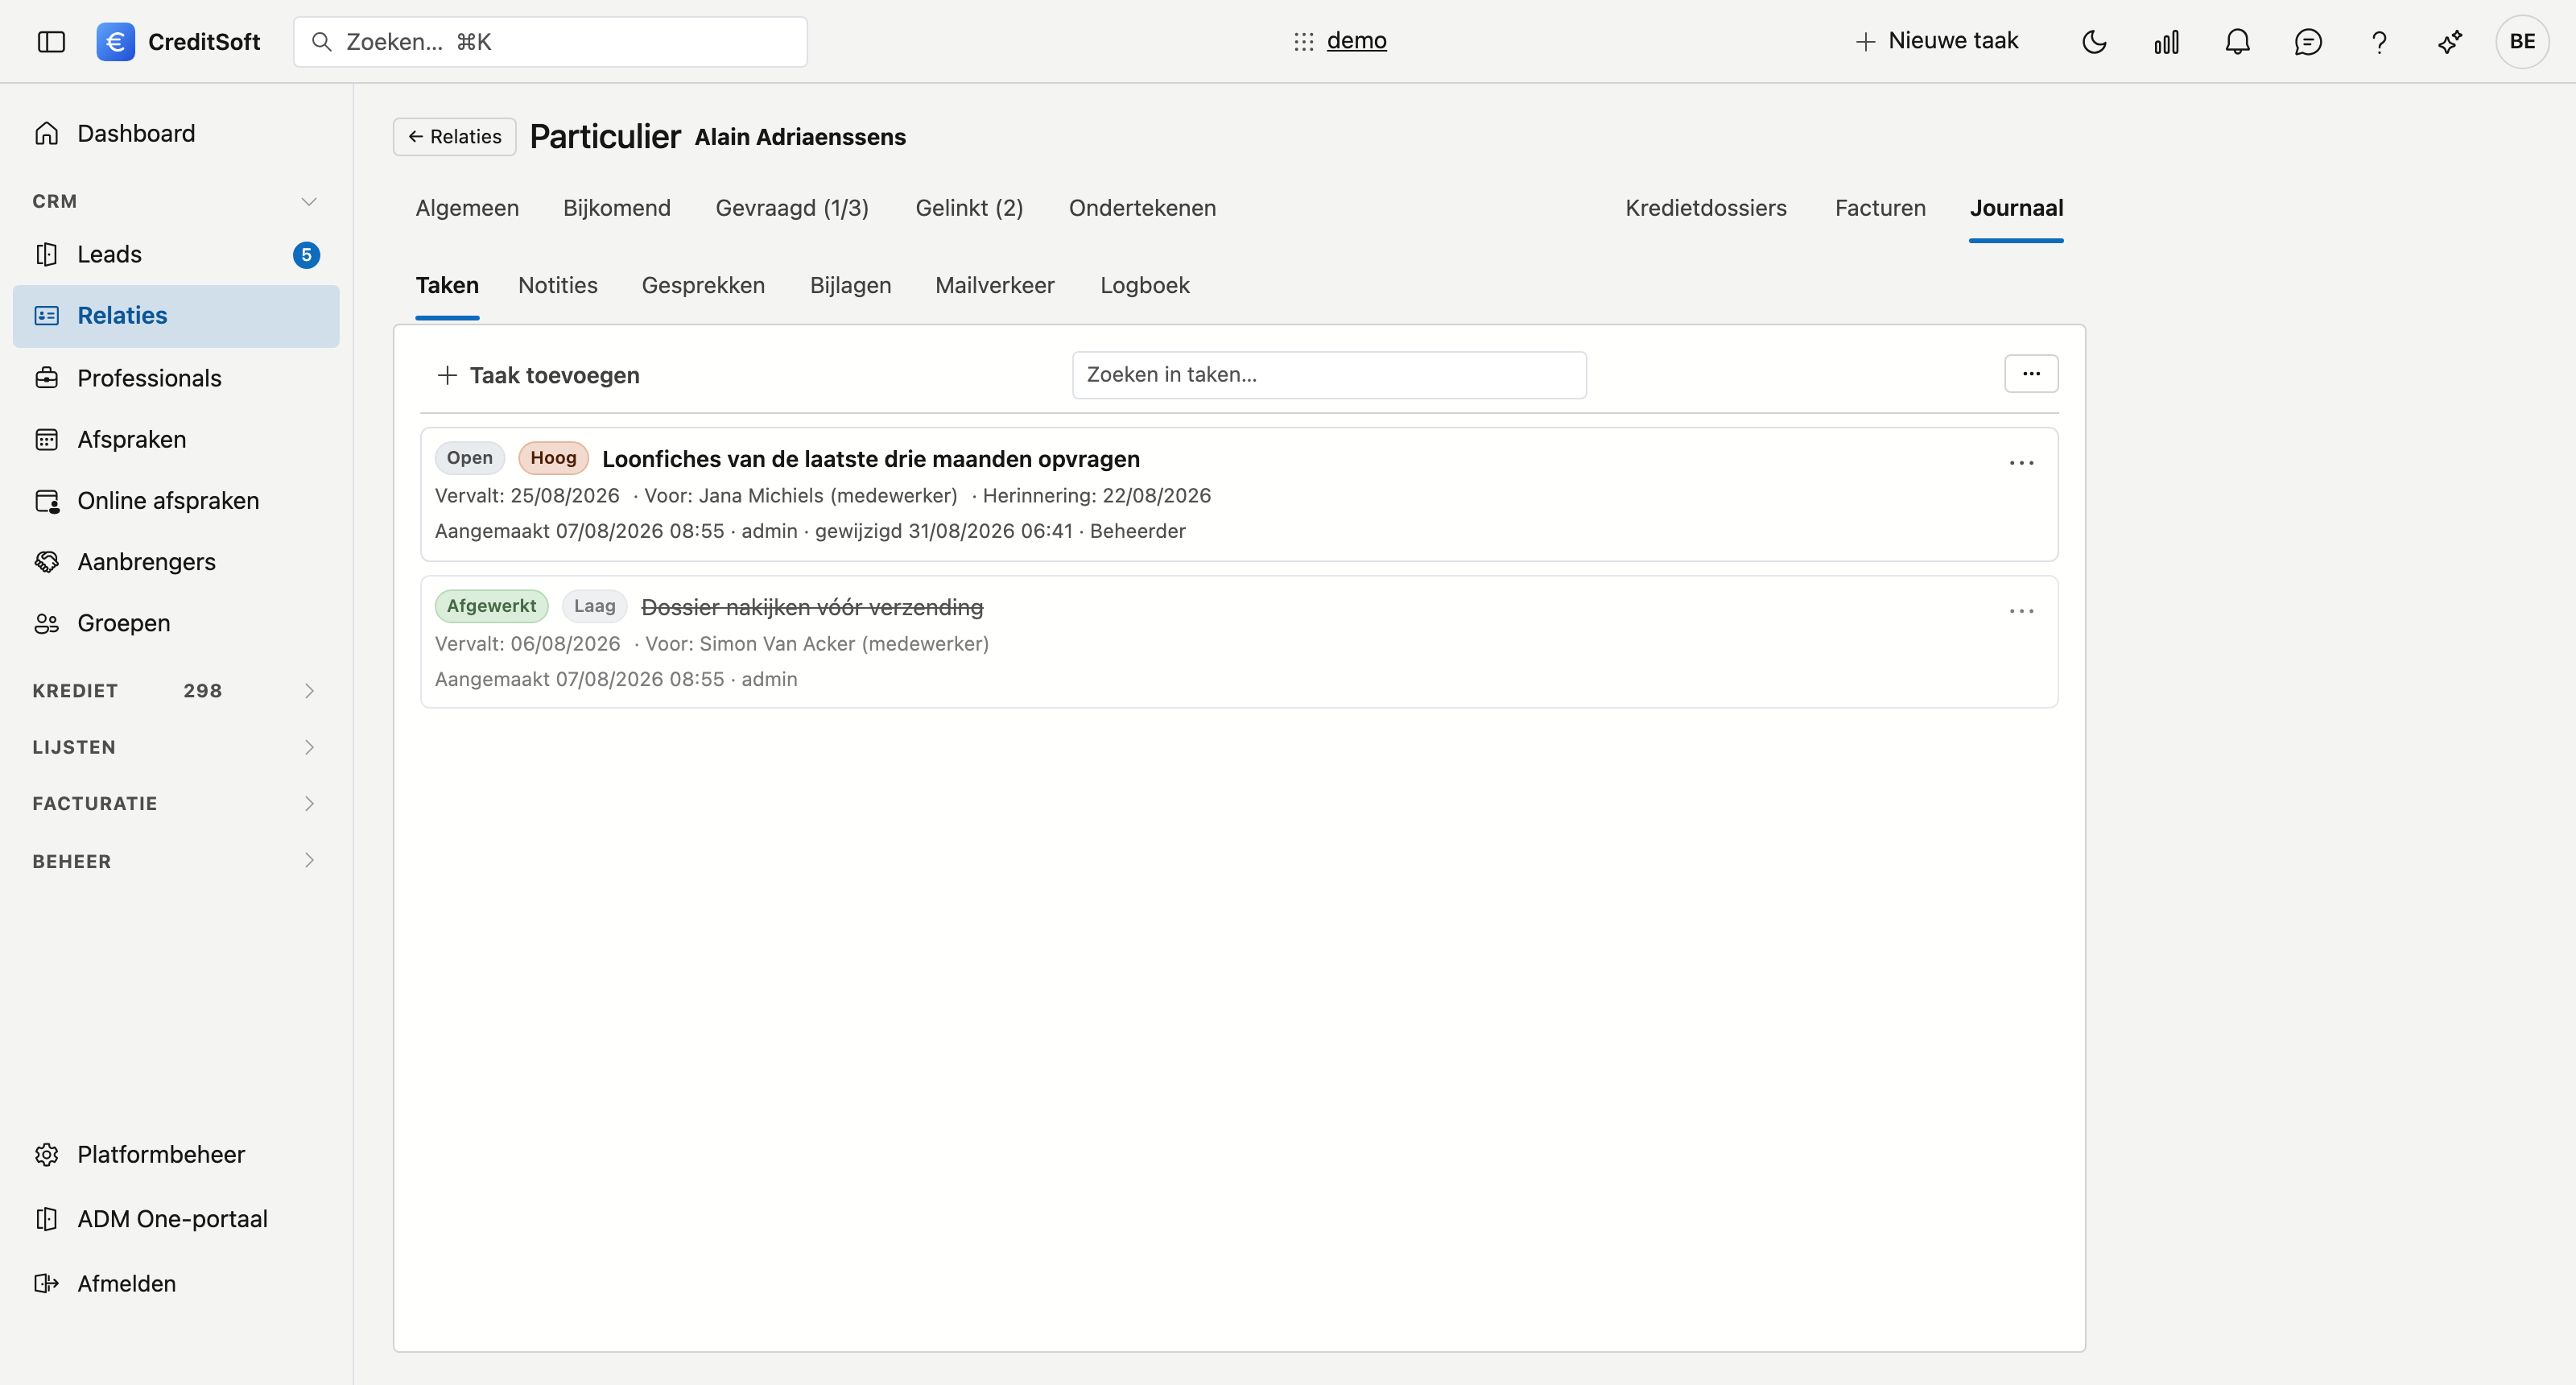 CreditSoft
Zoeken... ⌘K
demo
Nieuwe taak
BE
Dashboard
CRM
Leads 5
Relaties
Professionals
Afspraken
Online afspraken
Aanbrengers
Groepen
KREDIET 298
LIJSTEN
FACTURATIE
BEHEER
Platformbeheer
ADM One-portaal
Afmelden
← Relaties Particulier Alain Adriaenssens
Algemeen Bijkomend Gevraagd (1/3) Gelinkt (2) Ondertekenen Kredietdossiers Facturen Journaal
Taken Notities Gesprekken Bijlagen Mailverkeer Logboek
Taak toevoegen Zoeken in taken... ...
Open Hoog Loonfiches van de laatste drie maanden opvragen
Vervalt: 25/08/2026 · Voor: Jana Michiels (medewerker) · Herinnering: 22/08/2026
Aangemaakt 07/08/2026 08:55 · admin · gewijzigd 31/08/2026 06:41 · Beheerder
Afgewerkt Laag Dossier nakijken vóór verzending
Vervalt: 06/08/2026 · Voor: Simon Van Acker (medewerker)
Aangemaakt 07/08/2026 08:55 · admin